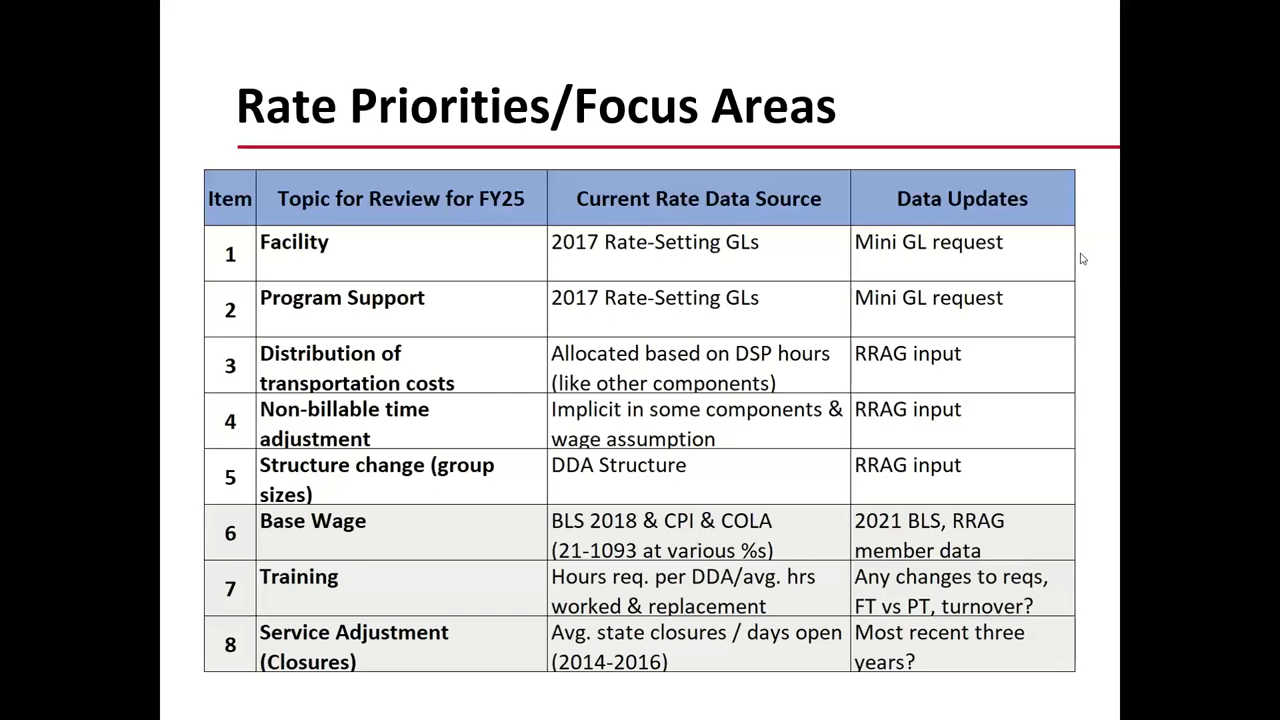 Rate Priorities/Focus Areas
Item Topic for Review for FY25 Current Rate Data Source Data Updates
1 Facility 2017 Rate-Setting GLs Mini GL request
2 Program Support 2017 Rate-Setting GLs Mini GL request
3 Distribution of Allocated based on DSP hours RRAG input
transportation costs (like other components)
4 Non-billable time Implicit in some components & RRAG input
adjustment wage assumption
5 Structure change (group DDA Structure RRAG input
sizes)
6 Base Wage BLS 2018 & CPI & COLA 2021 BLS, RRAG
(21-1093 at various %s) member data
7 Training Hours req. per DDA/avg. hrs Any changes to reqs,
worked & replacement FT vs PT, turnover?
8 Service Adjustment Avg. state closures / days open Most recent three
(Closures) (2014-2016) years?